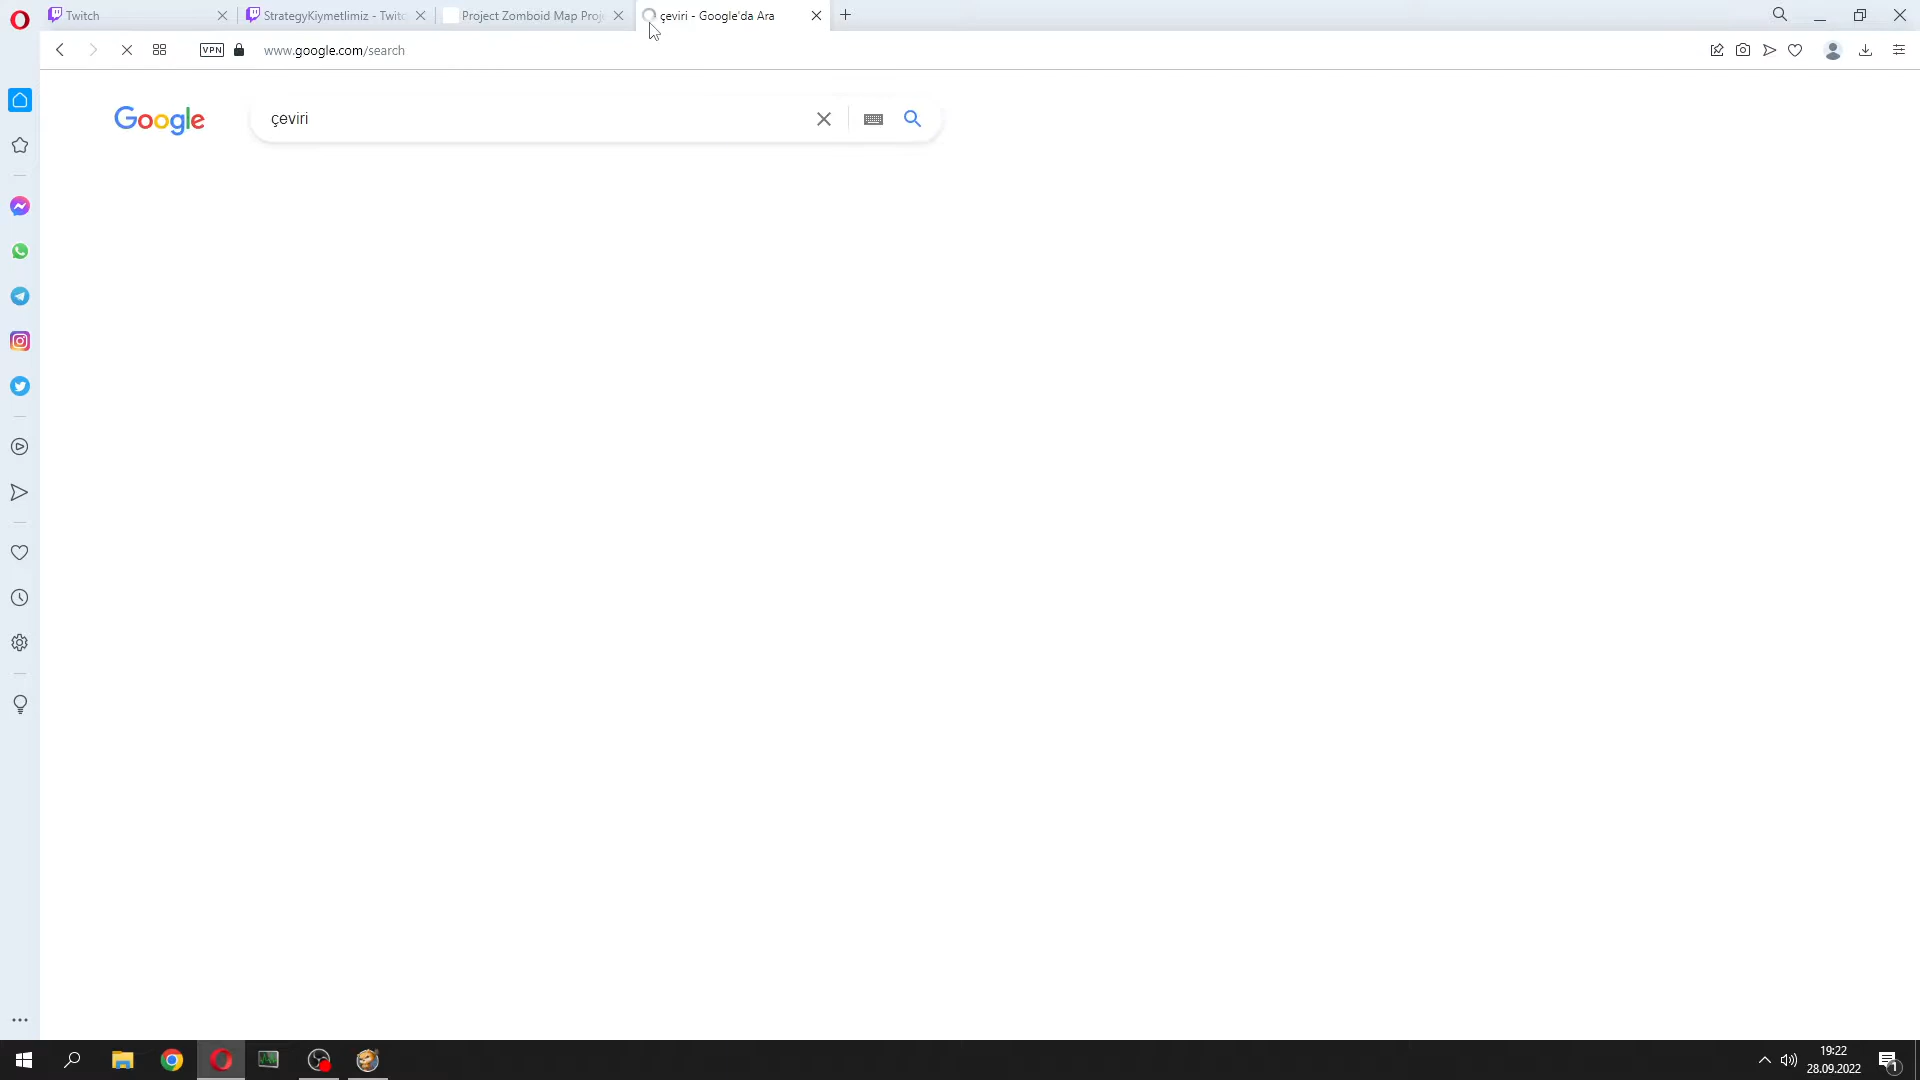 Twitch
StrategyKiymetlimiz - Twitc
Project Zomboid Map Proj
çeviri - Google'da Ara
VPN
www.google.com/search
Google
çeviri
19:22
28.09.2022
1